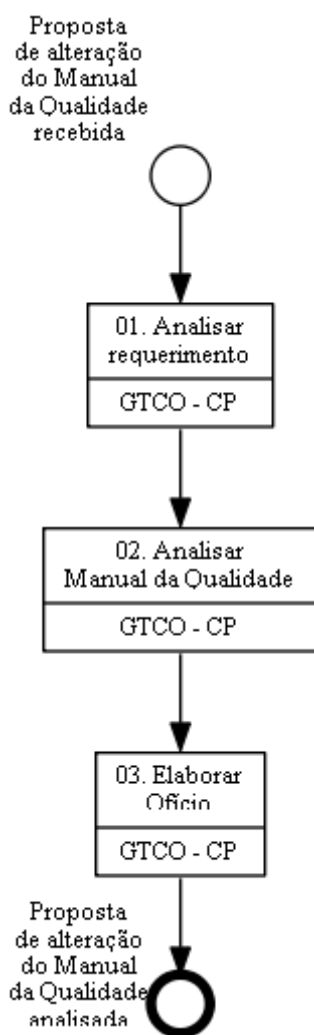 Proposta
de alteração
do Manual
da Qualidade
recebida
01. Analisar
requerimento
GTCO - CP
02. Analisar
Manual da Qualidade
GTCO - CP
03. Elaborar
Ofício
GTCO - CP
Proposta
de alteração
do Manual
da Qualidade
analisada